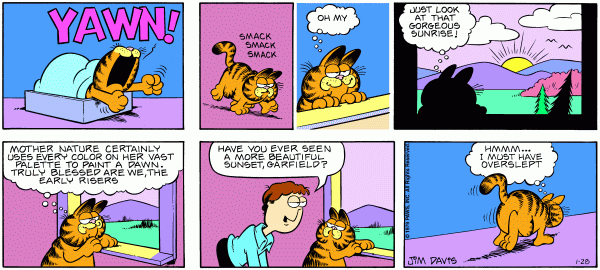 YAWN!
SMACK
SMACK
SMACK
OH MY
JUST LOOK
AT THAT
GORGEOUS
SUNRISE!
MOTHER NATURE CERTAINLY
USES EVERY COLOR ON HER VAST
PALETTE TO PAINT A DAWN.
TRULY BLESSED ARE WE, THE
EARLY RISERS
HAVE YOU EVER SEEN
A MORE BEAUTIFUL
SUNSET, GARFIELD?
HMMM...
I MUST HAVE
OVERSLEPT
JIM DAVIS
1-28